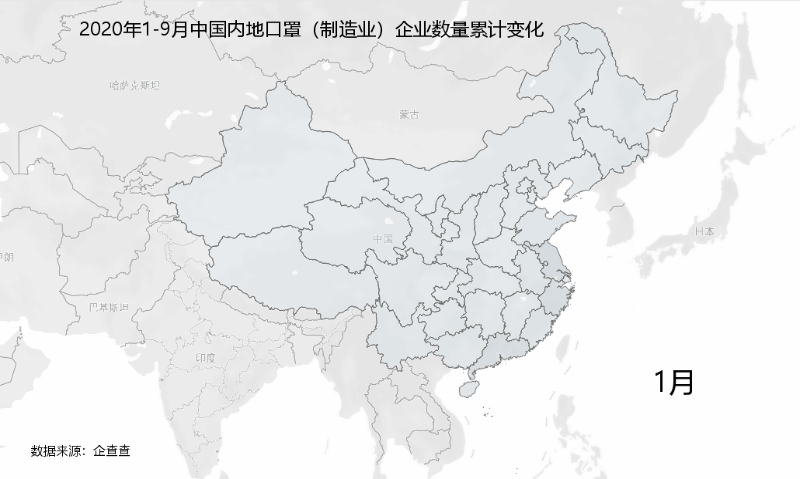 2020年1-9月中国内地口罩（制造业）企业数量累计变化
哈萨克斯坦
蒙古
中国
日本
伊朗
巴基斯坦
印度
1月
数据来源：企查查